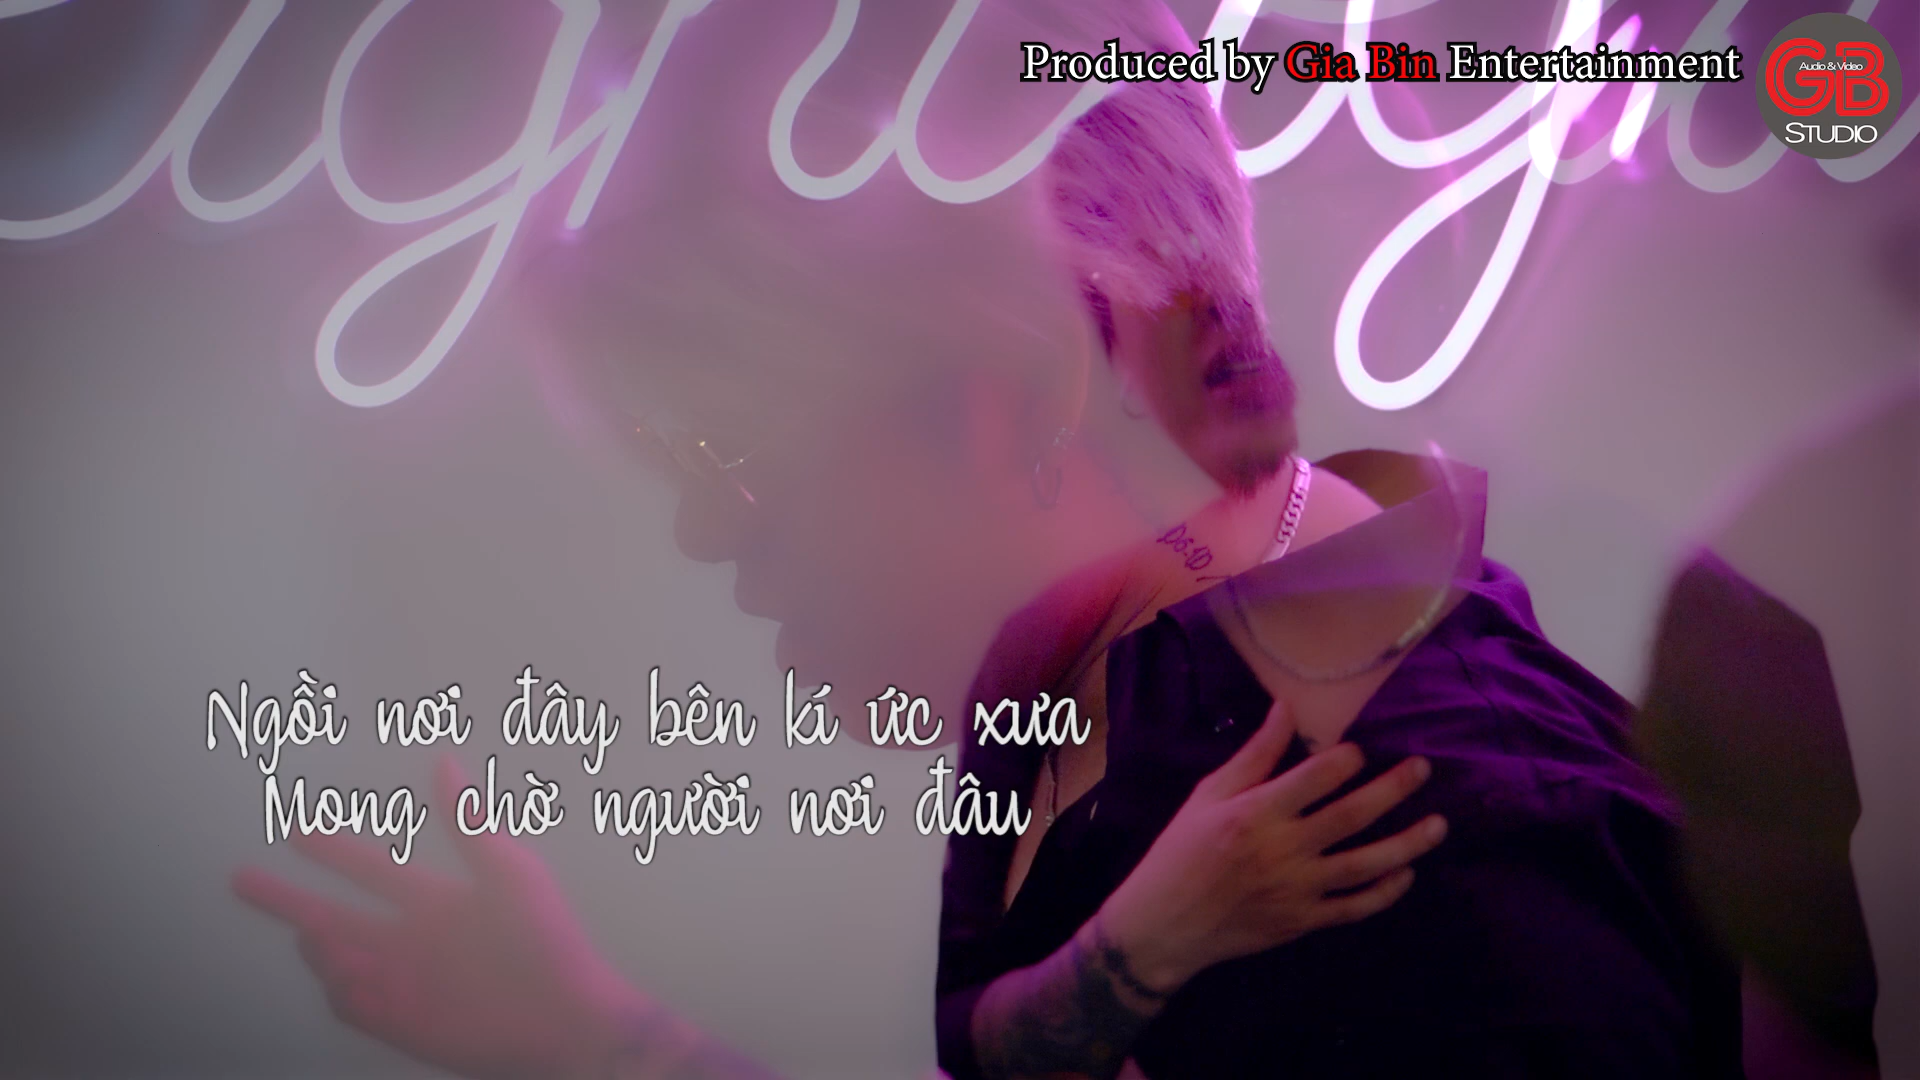 Produced by Gia Bin Entertainment
GB
Audio & Video
STUDIO
Ngồi nơi đây bên kí ức xưa
Mong chờ người nơi đâu